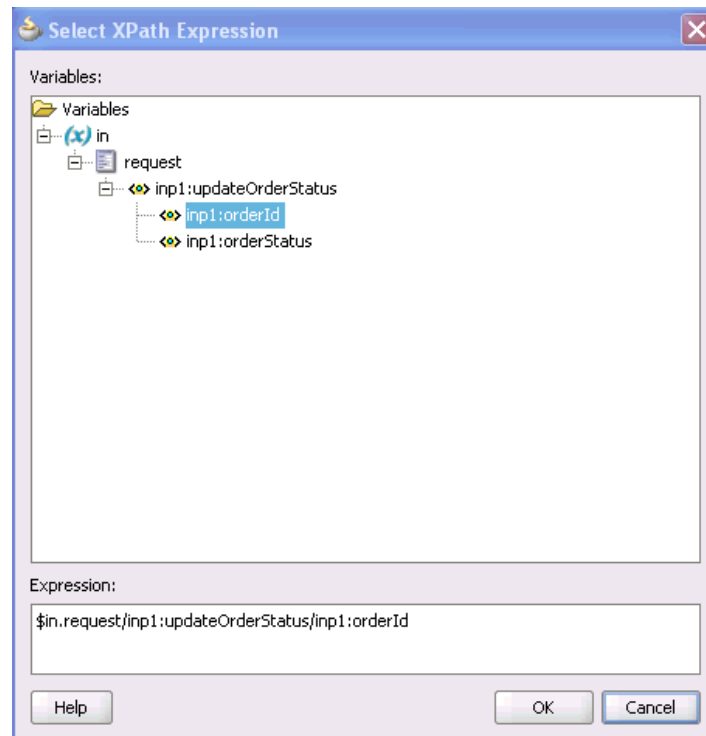 Select XPath Expression
Variables:
Variables
(x) in
request
inp1:updateOrderStatus
inp1:orderId
inp1:orderStatus
Expression:
$in.request/inp1:updateOrderStatus/inp1:orderId
Help
OK
Cancel